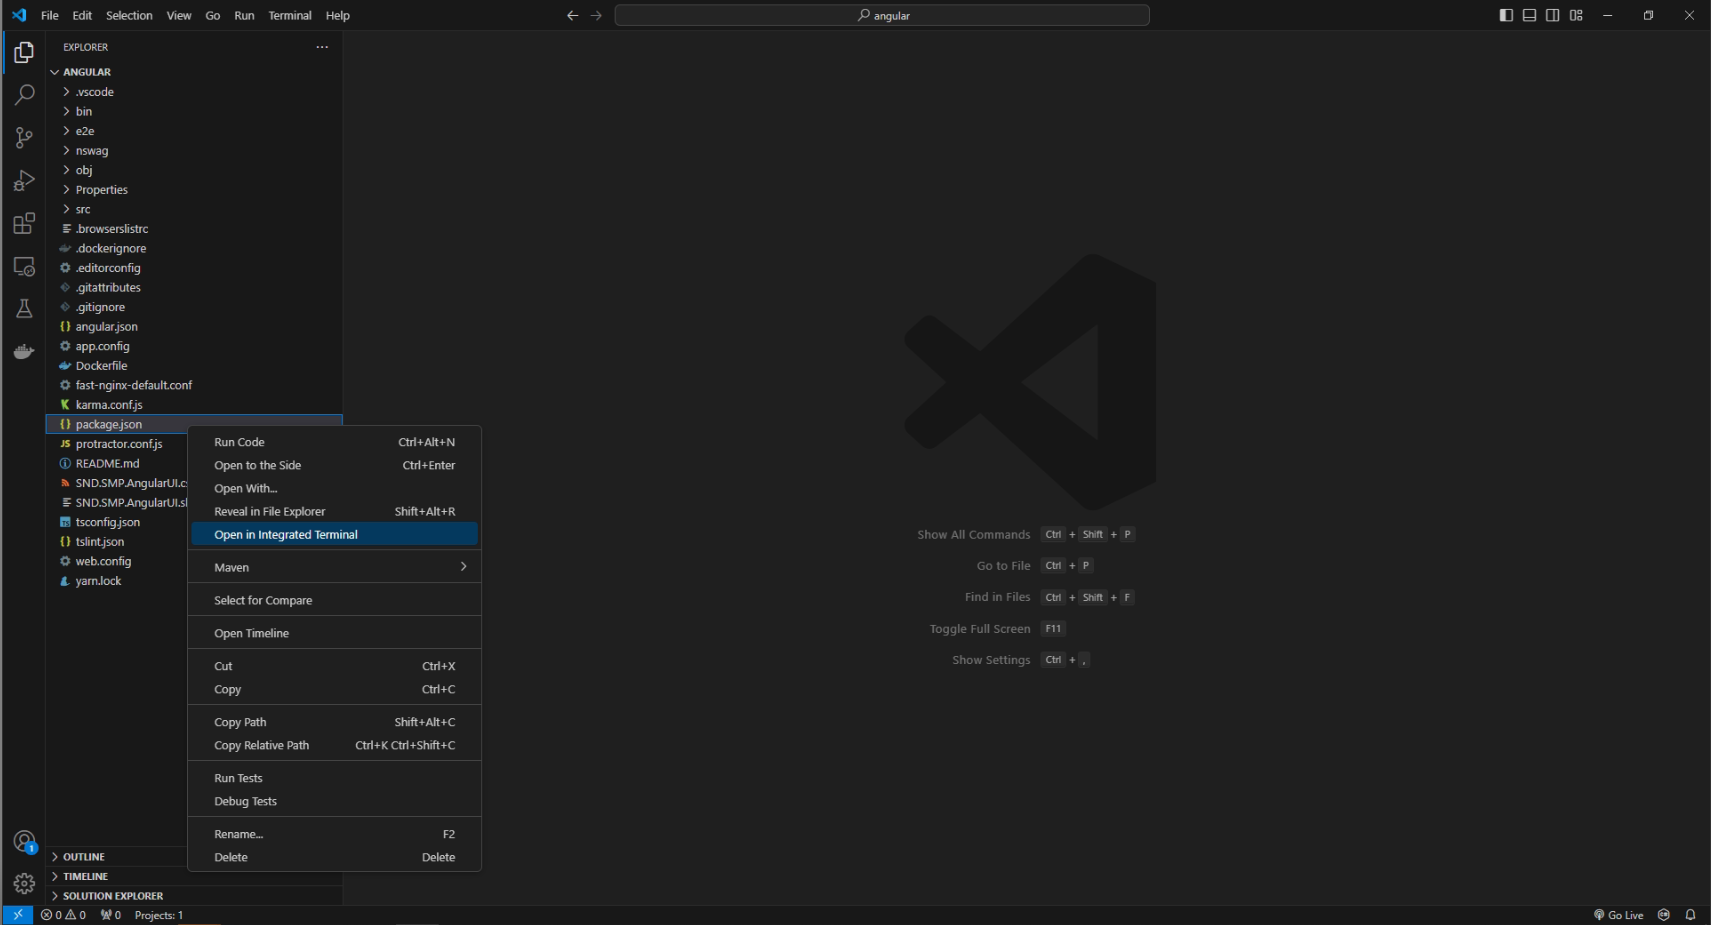 File Edit Selection View Go Run Terminal Help
angular
EXPLORER
ANGULAR
.vscode
bin
e2e
nswag
obj
Properties
src
.browserslistrc
.dockerignore
.editorconfig
.gitattributes
.gitignore
{} angular.json
app.config
Dockerfile
fast-nginx-default.conf
karma.conf.js
{} package.json
JS protractor.conf.js
README.md
SND.SMP.AngularUI.c
SND.SMP.AngularUI.sl
TS tsconfig.json
{} tslint.json
web.config
yarn.lock
Run Code Ctrl+Alt+N
Open to the Side Ctrl+Enter
Open With...
Reveal in File Explorer Shift+Alt+R
Open in Integrated Terminal
Maven
Select for Compare
Open Timeline
Cut Ctrl+X
Copy Ctrl+C
Copy Path Shift+Alt+C
Copy Relative Path Ctrl+K Ctrl+Shift+C
Run Tests
Debug Tests
Rename... F2
Delete Delete
Show All Commands Ctrl + Shift + P
Go to File Ctrl + P
Find in Files Ctrl + Shift + F
Toggle Full Screen F11
Show Settings Ctrl + ,
1
OUTLINE
TIMELINE
SOLUTION EXPLORER
0 0 0 Projects: 1
Go Live